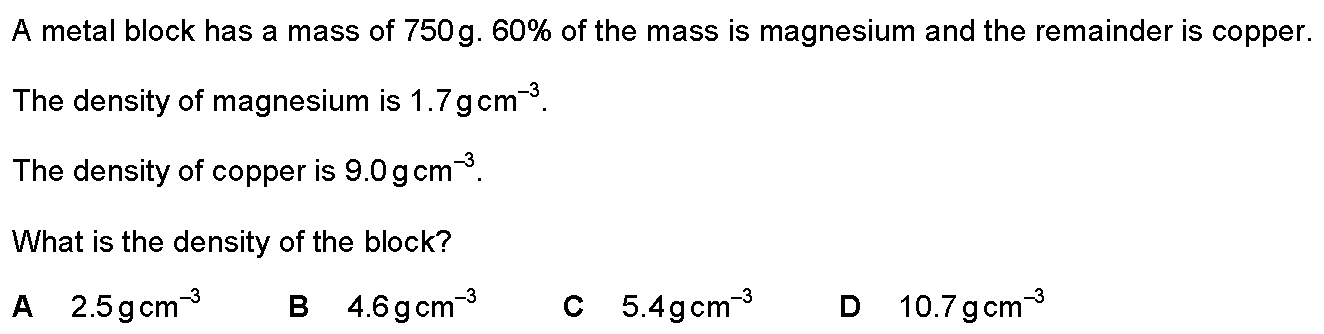 A metal block has a mass of 750 g. 60% of the mass is magnesium and the remainder is copper.
The density of magnesium is 1.7 g cm⁻³.
The density of copper is 9.0 g cm⁻³.
What is the density of the block?
A 2.5 g cm⁻³ B 4.6 g cm⁻³ C 5.4 g cm⁻³ D 10.7 g cm⁻³